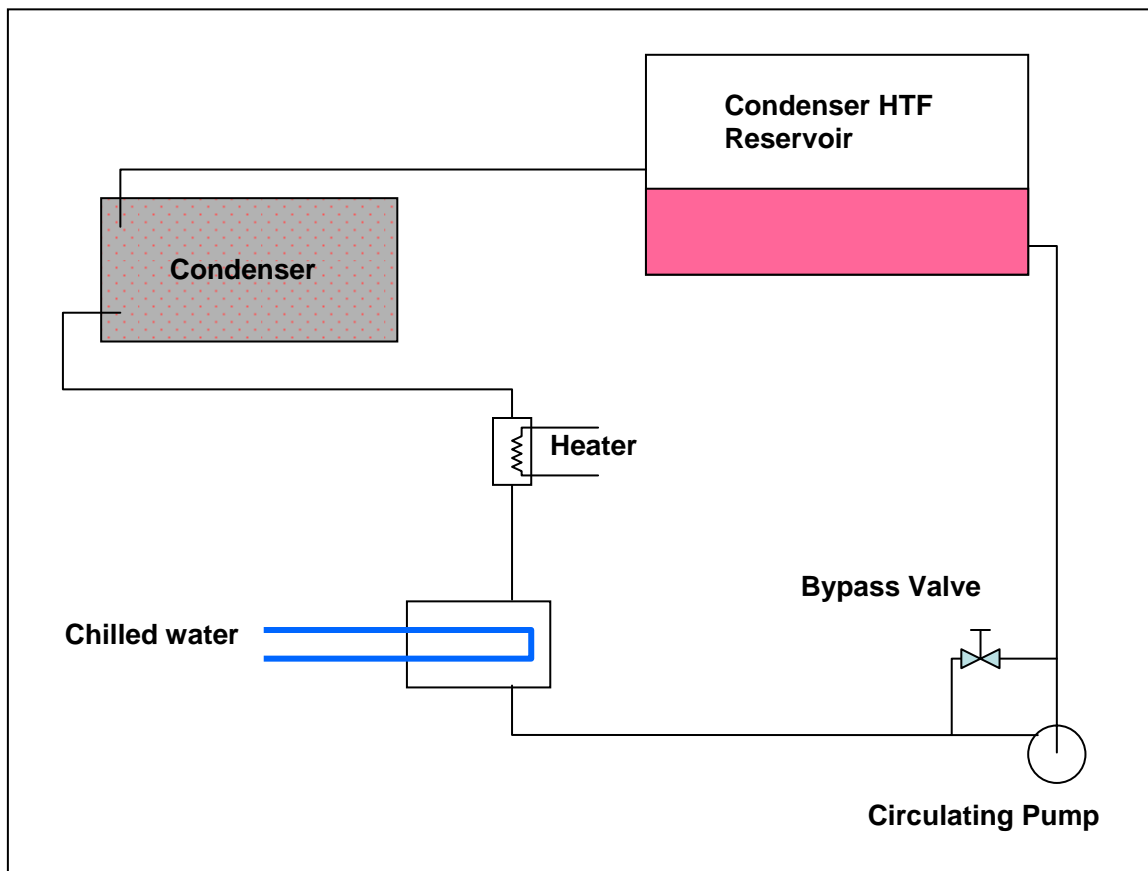 Condenser HTF
Reservoir
Condenser
Heater
Bypass Valve
Chilled water
Circulating Pump